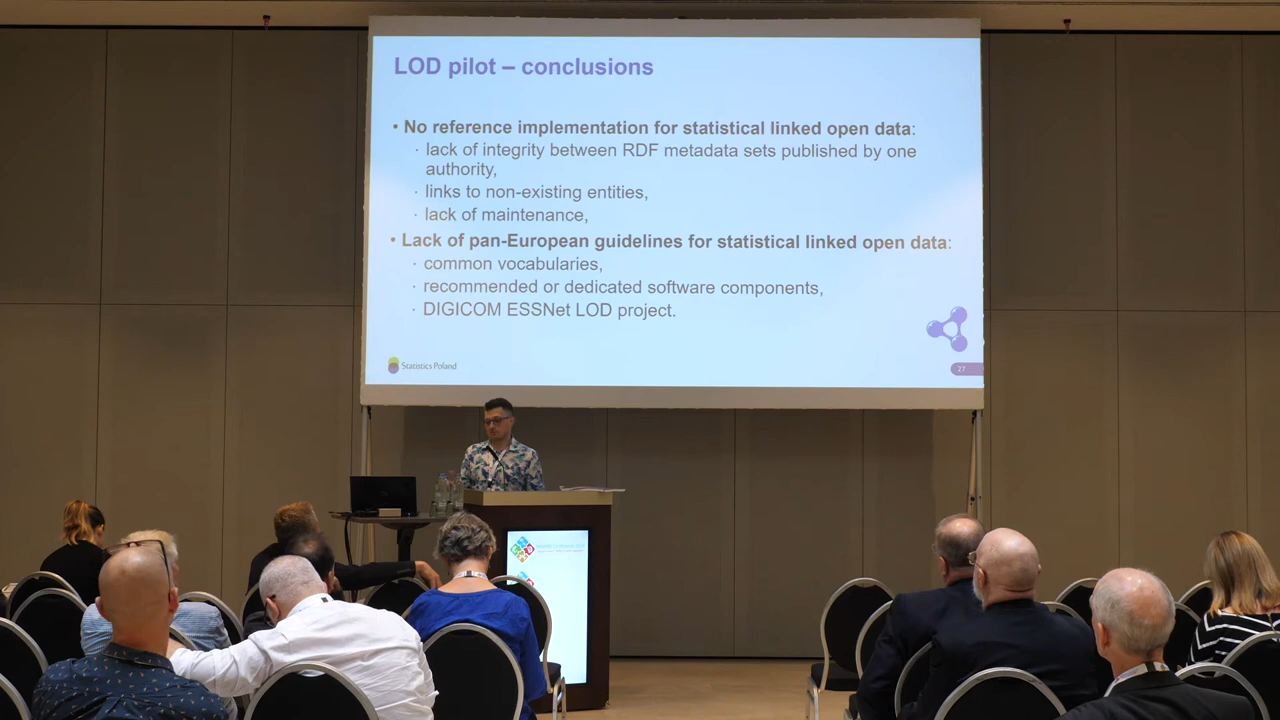 LOD pilot – conclusions
• No reference implementation for statistical linked open data:
· lack of integrity between RDF metadata sets published by one
authority,
· links to non-existing entities,
· lack of maintenance,
• Lack of pan-European guidelines for statistical linked open data:
· common vocabularies,
· recommended or dedicated software components,
· DIGICOM ESSNet LOD project.
Statistics Poland
27